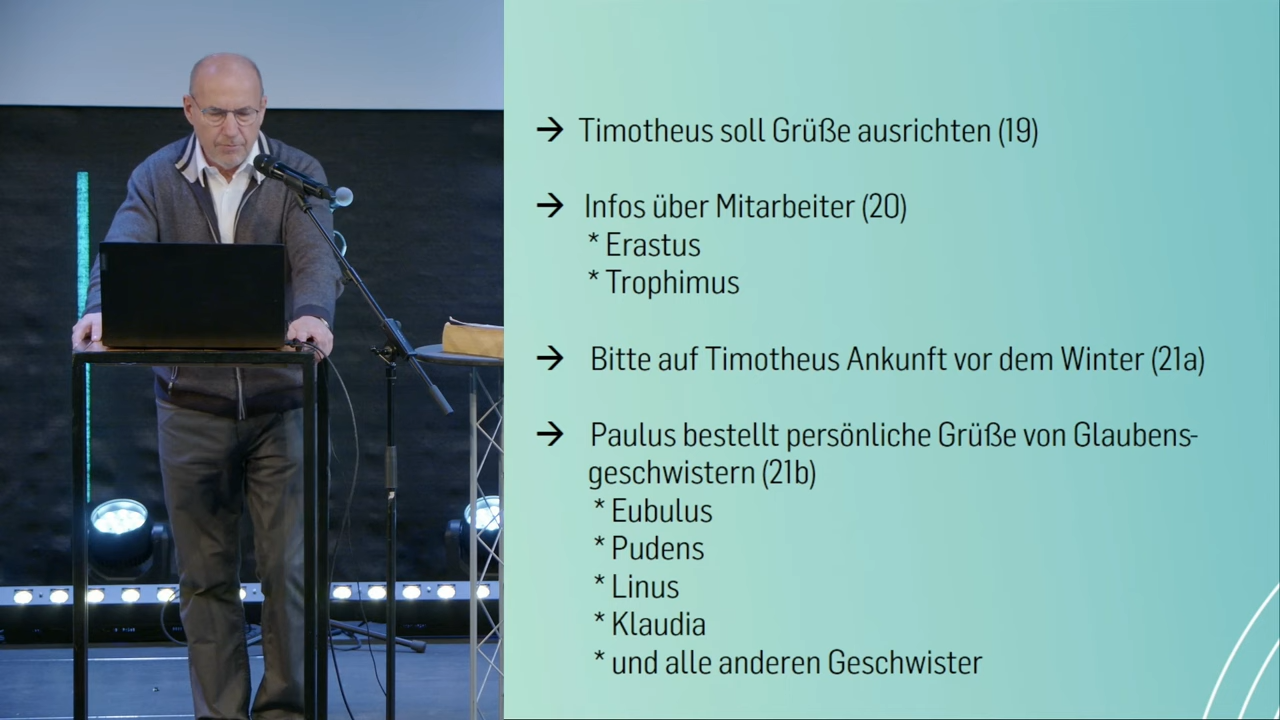 → Timotheus soll Grüße ausrichten (19)
→ Infos über Mitarbeiter (20)
* Erastus
* Trophimus
→ Bitte auf Timotheus Ankunft vor dem Winter (21a)
→ Paulus bestellt persönliche Grüße von Glaubens-
geschwistern (21b)
* Eubulus
* Pudens
* Linus
* Klaudia
* und alle anderen Geschwister